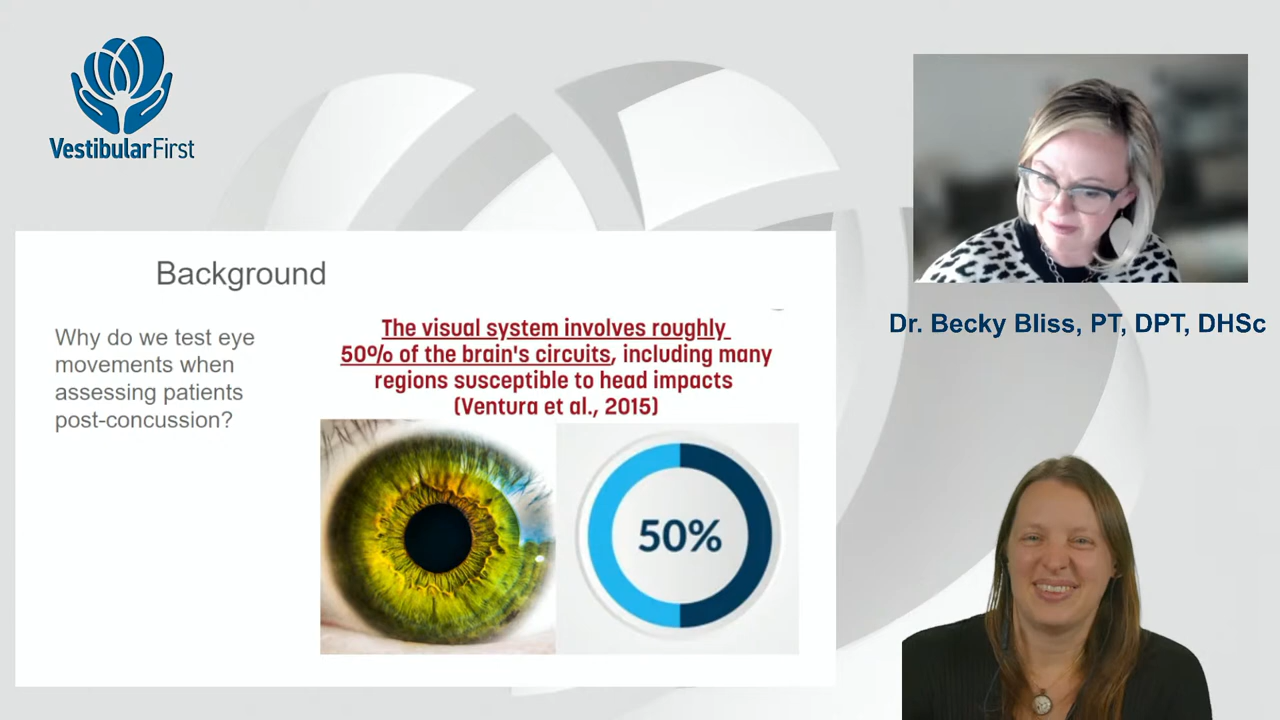 VestibularFirst
Background
Why do we test eye
movements when
assessing patients
post-concussion?
The visual system involves roughly
50% of the brain's circuits, including many
regions susceptible to head impacts
(Ventura et al., 2015)
50%
Dr. Becky Bliss, PT, DPT, DHSc